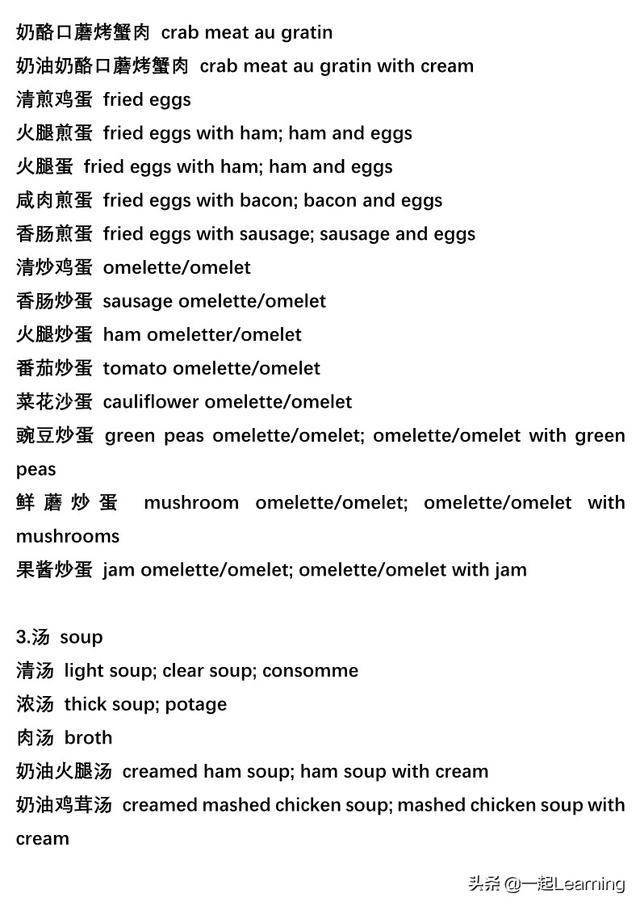 奶酪口蘑烤蟹肉 crab meat au gratin
奶油奶酪口蘑烤蟹肉 crab meat au gratin with cream
清煎鸡蛋 fried eggs
火腿煎蛋 fried eggs with ham; ham and eggs
火腿蛋 fried eggs with ham; ham and eggs
咸肉煎蛋 fried eggs with bacon; bacon and eggs
香肠煎蛋 fried eggs with sausage; sausage and eggs
清炒鸡蛋 omelette/omelet
香肠炒蛋 sausage omelette/omelet
火腿炒蛋 ham omeletter/omelet
番茄炒蛋 tomato omelette/omelet
菜花沙蛋 cauliflower omelette/omelet
豌豆炒蛋 green peas omelette/omelet; omelette/omelet with green
peas
鲜蘑炒蛋 mushroom omelette/omelet; omelette/omelet with
mushrooms
果酱炒蛋 jam omelette/omelet; omelette/omelet with jam
3.汤 soup
清汤 light soup; clear soup; consomme
浓汤 thick soup; potage
肉汤 broth
奶油火腿汤 creamed ham soup; ham soup with cream
奶油鸡茸汤 creamed mashed chicken soup; mashed chicken soup with
cream
头条 @一起Learning